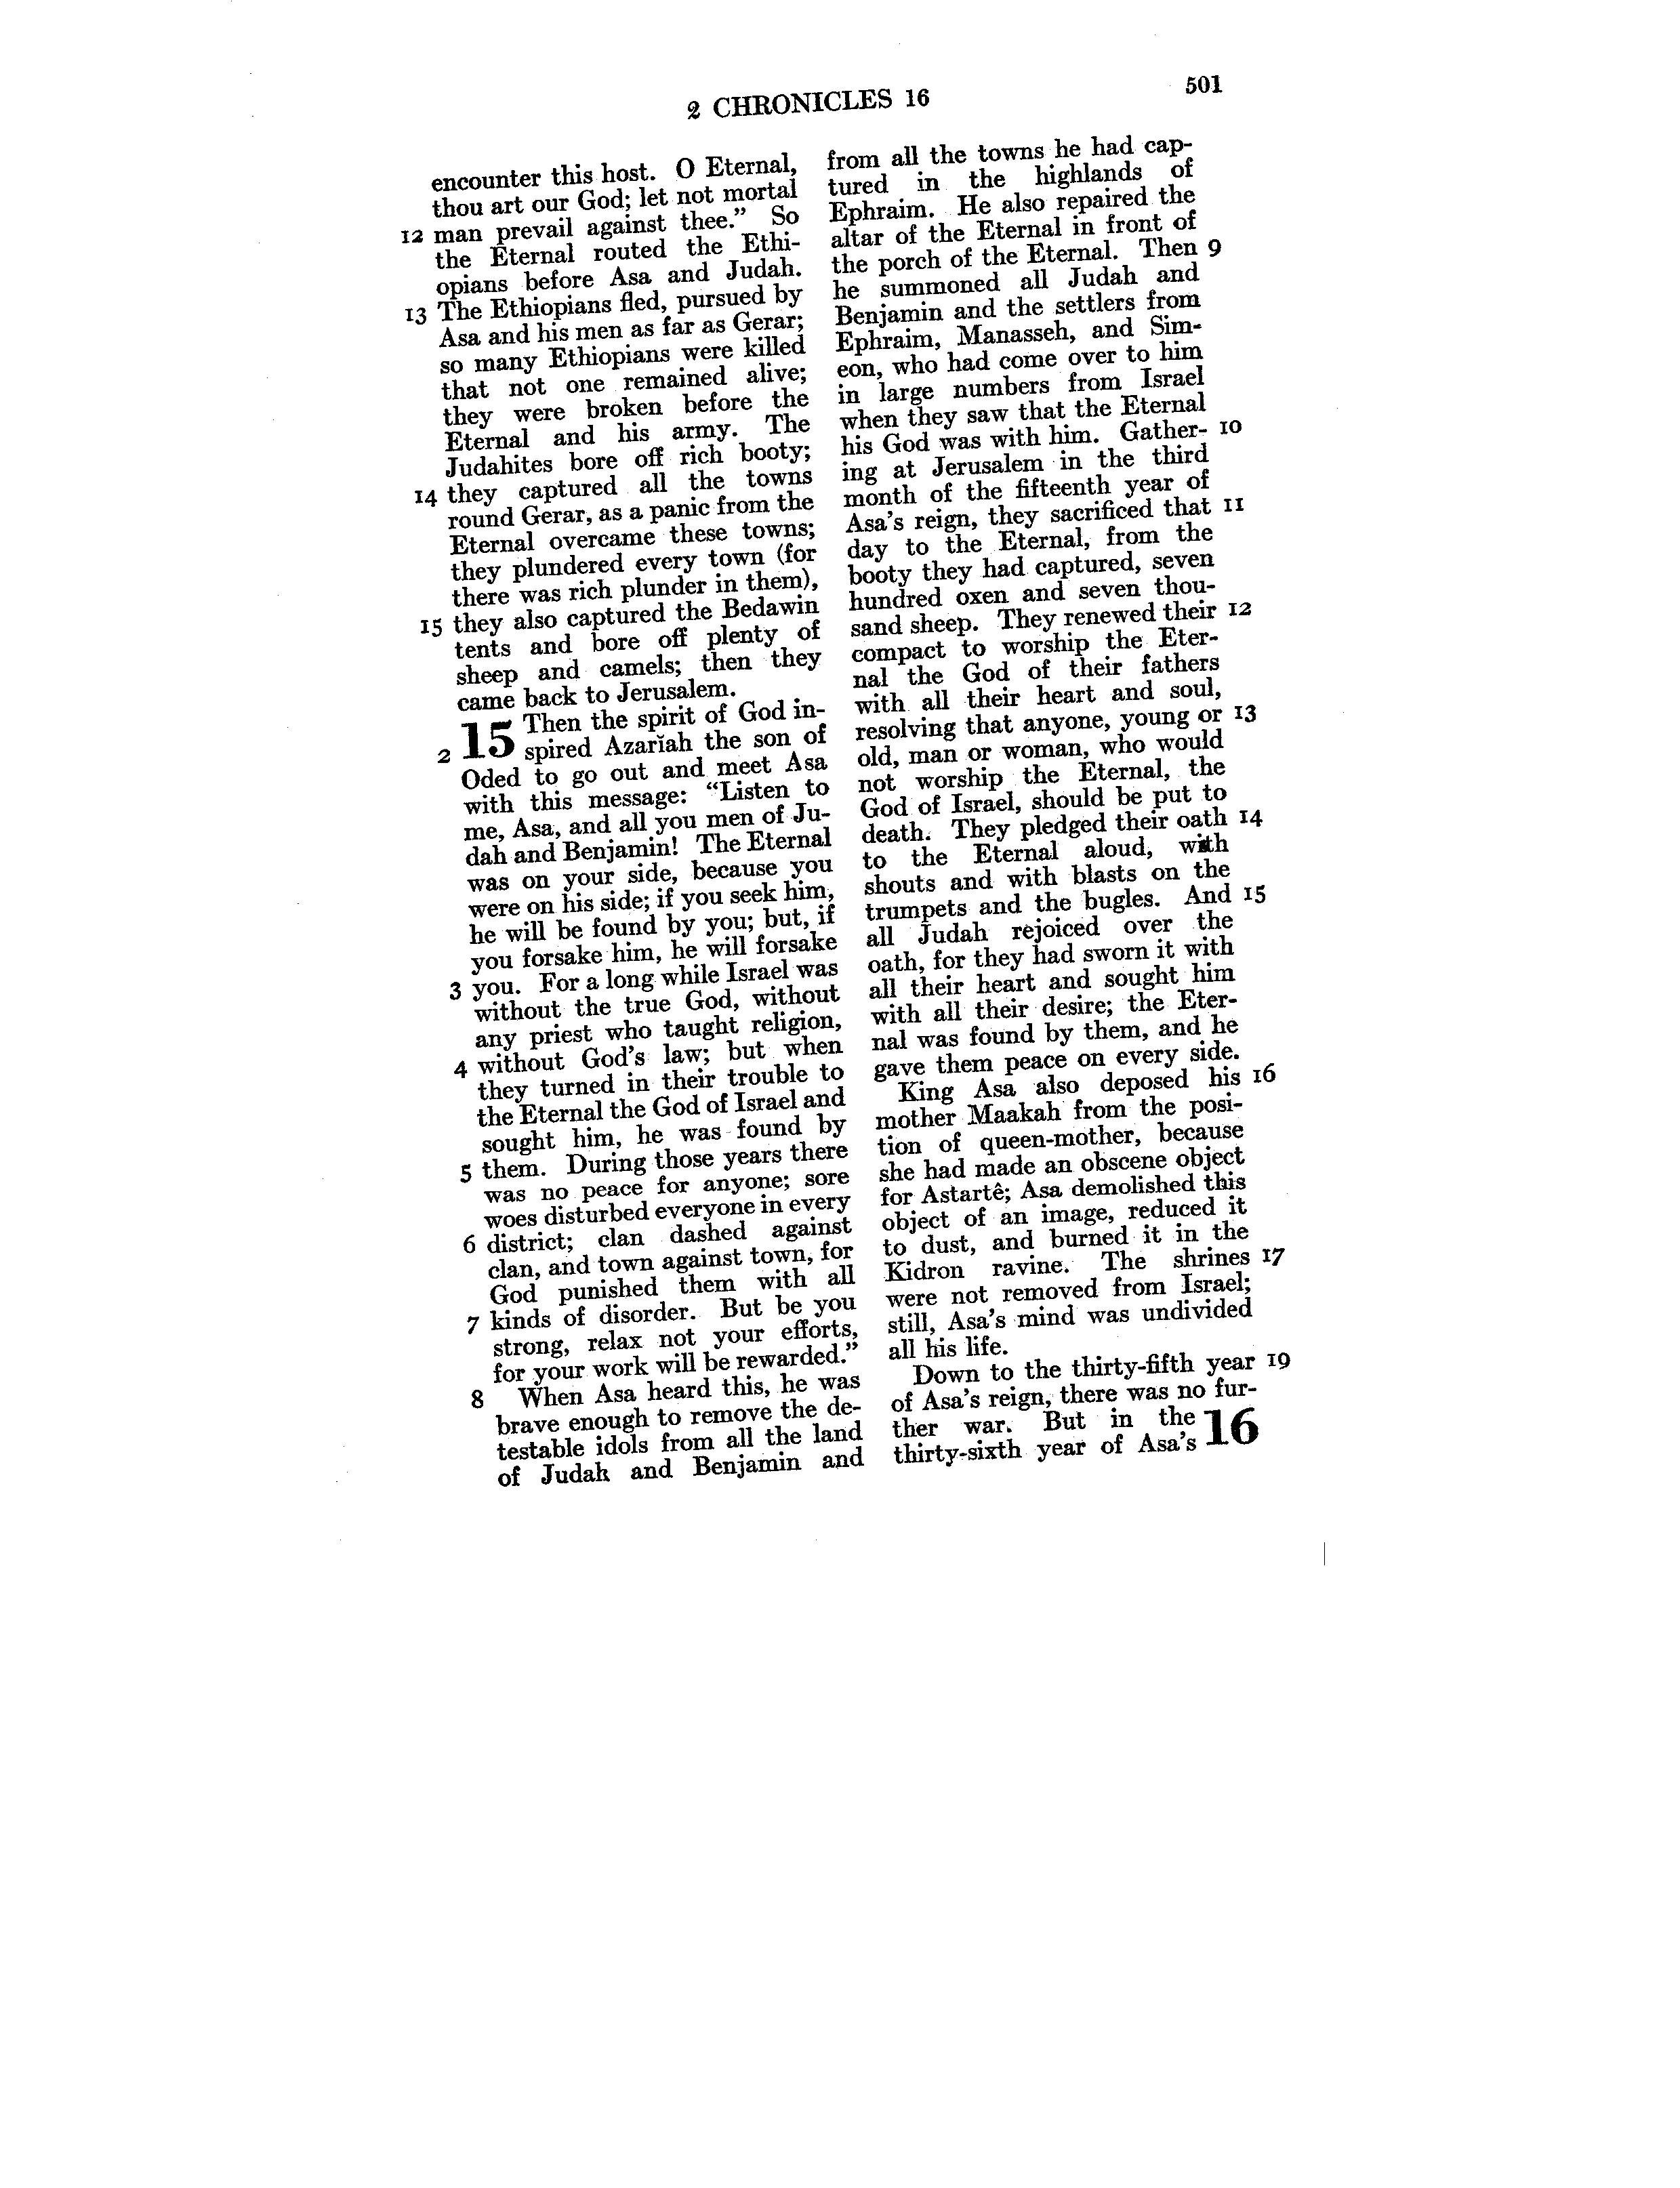 2 CHRONICLES 16
501
encounter this host. O Eternal,
thou art our God; let not mortal
12 man prevail against thee.” So
the Eternal routed the Ethi-
opians before Asa and Judah.
13 The Ethiopians fled, pursued by
Asa and his men as far as Gerar;
so many Ethiopians were killed
that not one remained alive;
they were broken before the
Eternal and his army. The
Judahites bore off rich booty;
14 they captured all the towns
round Gerar, as a panic from the
Eternal overcame these towns;
they plundered every town (for
there was rich plunder in them),
15 they also captured the Bedawin
tents and bore off plenty of
sheep and camels; then they
came back to Jerusalem.
15 Then the spirit of God in-
2 spired Azarĭah the son of
Oded to go out and meet Asa
with this message: “Listen to
me, Asa, and all you men of Ju-
dah and Benjamin! The Eternal
was on your side, because you
were on his side; if you seek him,
he will be found by you; but, if
you forsake him, he will forsake
3 you. For a long while Israel was
without the true God, without
any priest who taught religion,
4 without God’s law; but when
they turned in their trouble to
the Eternal the God of Israel and
sought him, he was found by
5 them. During those years there
was no peace for anyone; sore
woes disturbed everyone in every
6 district; clan dashed against
clan, and town against town, for
God punished them with all
7 kinds of disorder. But be you
strong, relax not your efforts,
for your work will be rewarded.”
8 When Asa heard this, he was
brave enough to remove the de-
testable idols from all the land
of Judah and Benjamin and
from all the towns he had cap-
tured in the highlands of
Ephraim. He also repaired the
altar of the Eternal in front of
the porch of the Eternal. Then 9
he summoned all Judah and
Benjamin and the settlers from
Ephraim, Manasseh, and Sim-
eon, who had come over to him
in large numbers from Israel
when they saw that the Eternal
his God was with him. Gather- 10
ing at Jerusalem in the third
month of the fifteenth year of
Asa’s reign, they sacrificed that 11
day to the Eternal, from the
booty they had captured, seven
hundred oxen and seven thou-
sand sheep. They renewed their 12
compact to worship the Eter-
nal the God of their fathers
with all their heart and soul,
resolving that anyone, young or 13
old, man or woman, who would
not worship the Eternal, the
God of Israel, should be put to
death. They pledged their oath 14
to the Eternal aloud, with
shouts and with blasts on the
trumpets and the bugles. And 15
all Judah rejoiced over the
oath, for they had sworn it with
all their heart and sought him
with all their desire; the Eter-
nal was found by them, and he
gave them peace on every side.
King Asa also deposed his 16
mother Maakah from the posi-
tion of queen-mother, because
she had made an obscene object
for Astartê; Asa demolished this
object of an image, reduced it
to dust, and burned it in the
Kidron ravine. The shrines 17
were not removed from Israel;
still, Asa’s mind was undivided
all his life.
Down to the thirty-fifth year 19
of Asa’s reign, there was no fur-
ther war. But in the 16
thirty-sixth year of Asa’s